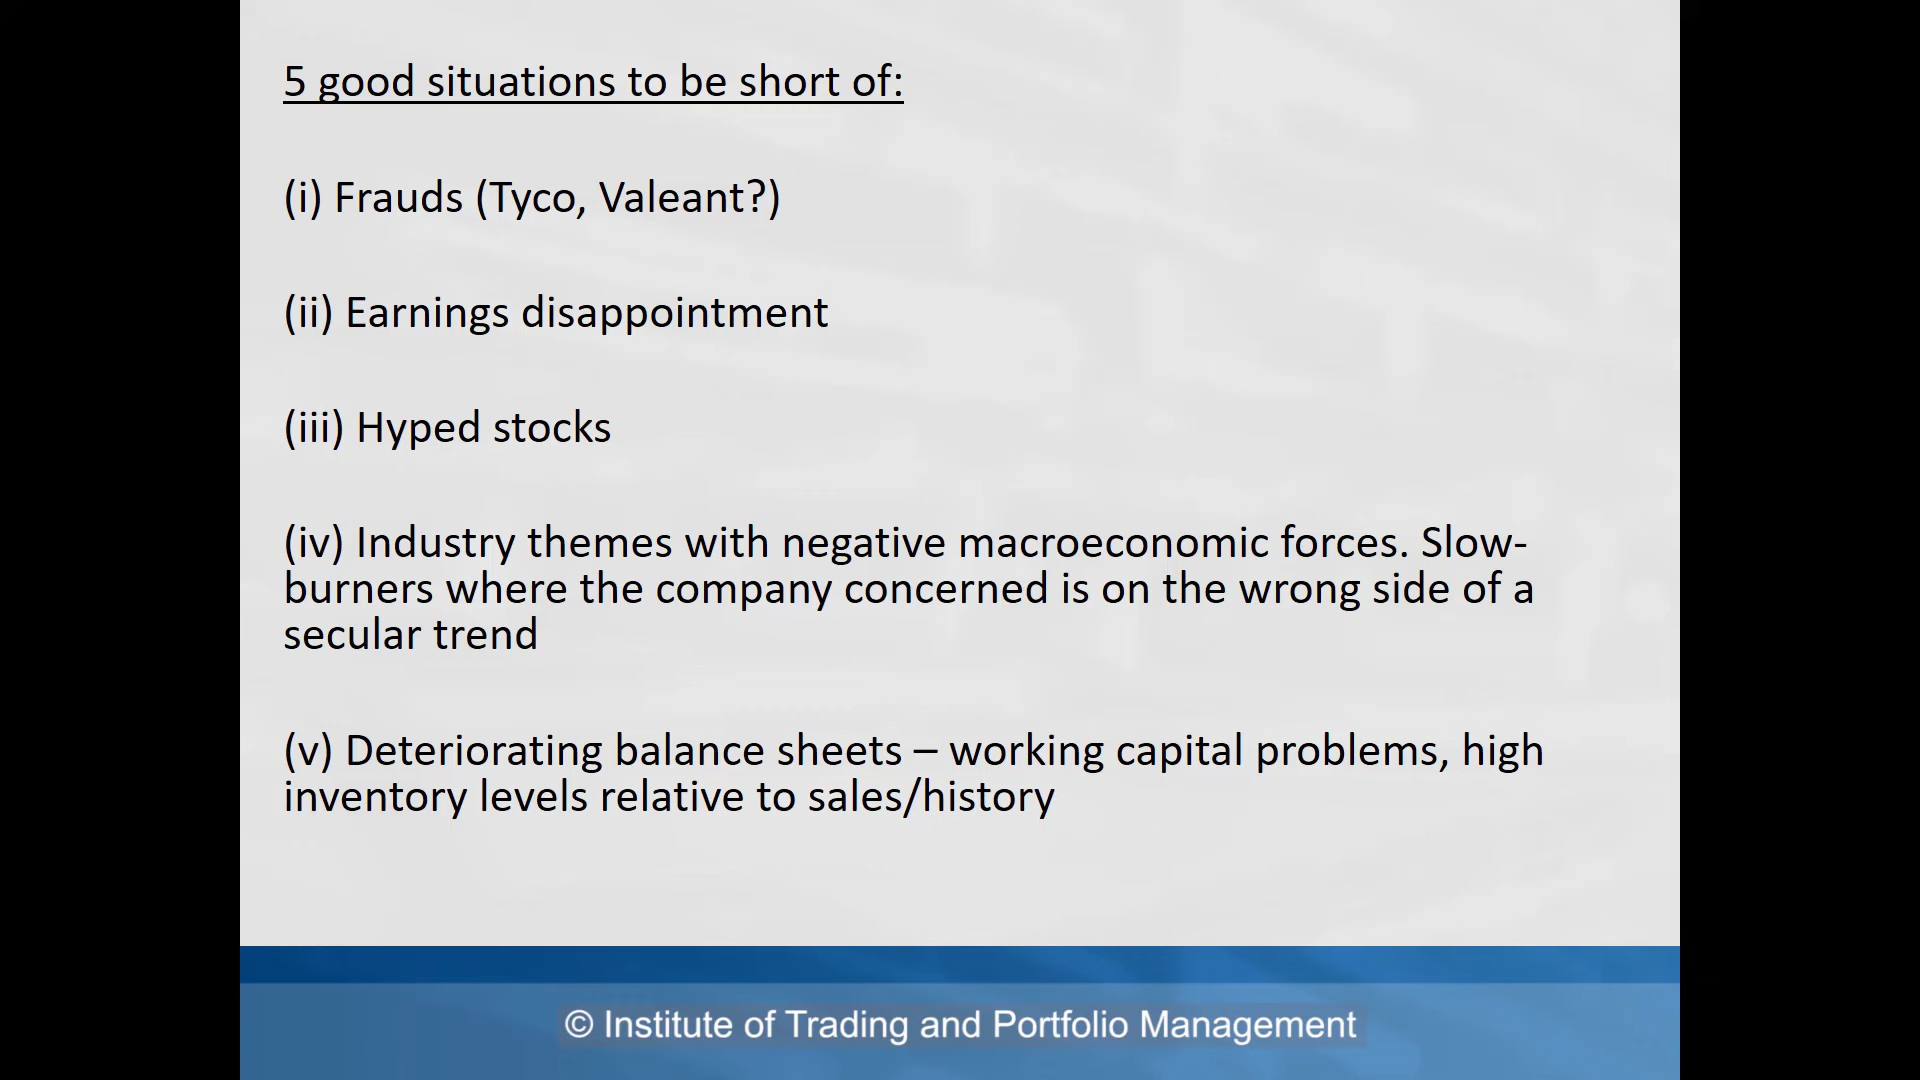 5 good situations to be short of:
(i) Frauds (Tyco, Valeant?)
(ii) Earnings disappointment
(iii) Hyped stocks
(iv) Industry themes with negative macroeconomic forces. Slow-
burners where the company concerned is on the wrong side of a
secular trend
(v) Deteriorating balance sheets – working capital problems, high
inventory levels relative to sales/history
© Institute of Trading and Portfolio Management